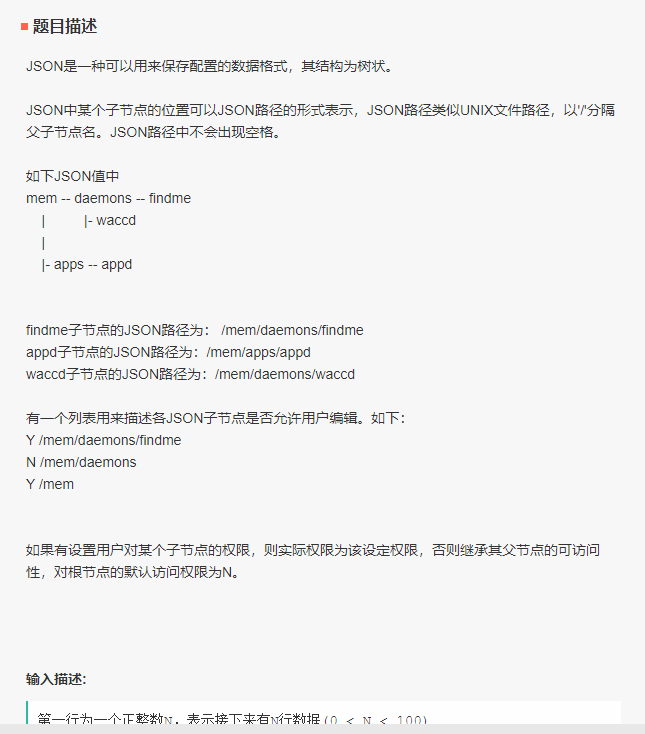 题目描述
JSON是一种可以用来保存配置的数据格式，其结构为树状。
JSON中某个子节点的位置可以JSON路径的形式表示，JSON路径类似UNIX文件路径，以'/'分隔
父子节点名。JSON路径中不会出现空格。
如下JSON值中
mem -- daemons -- findme
|          |- waccd
|
|- apps -- appd
findme子节点的JSON路径为： /mem/daemons/findme
appd子节点的JSON路径为：/mem/apps/appd
waccd子节点的JSON路径为：/mem/daemons/waccd
有一个列表用来描述各JSON子节点是否允许用户编辑。如下：
Y /mem/daemons/findme
N /mem/daemons
Y /mem
如果有设置用户对某个子节点的权限，则实际权限为该设定权限，否则继承其父节点的可访问
性，对根节点的默认访问权限为N。
输入描述:
第一行为一个正整数N，表示接下来有N行数据(0 < N < 100)